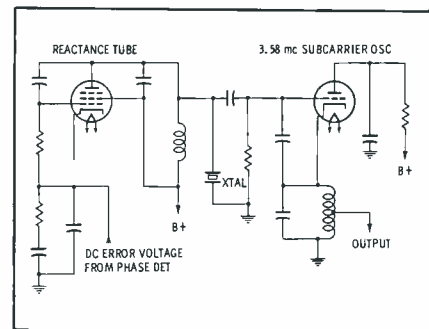 REACTANCE TUBE
3.58 mc SUBCARRIER OSC
XTAL
B+
B+
DC ERROR VOLTAGE
FROM PHASE DET
OUTPUT